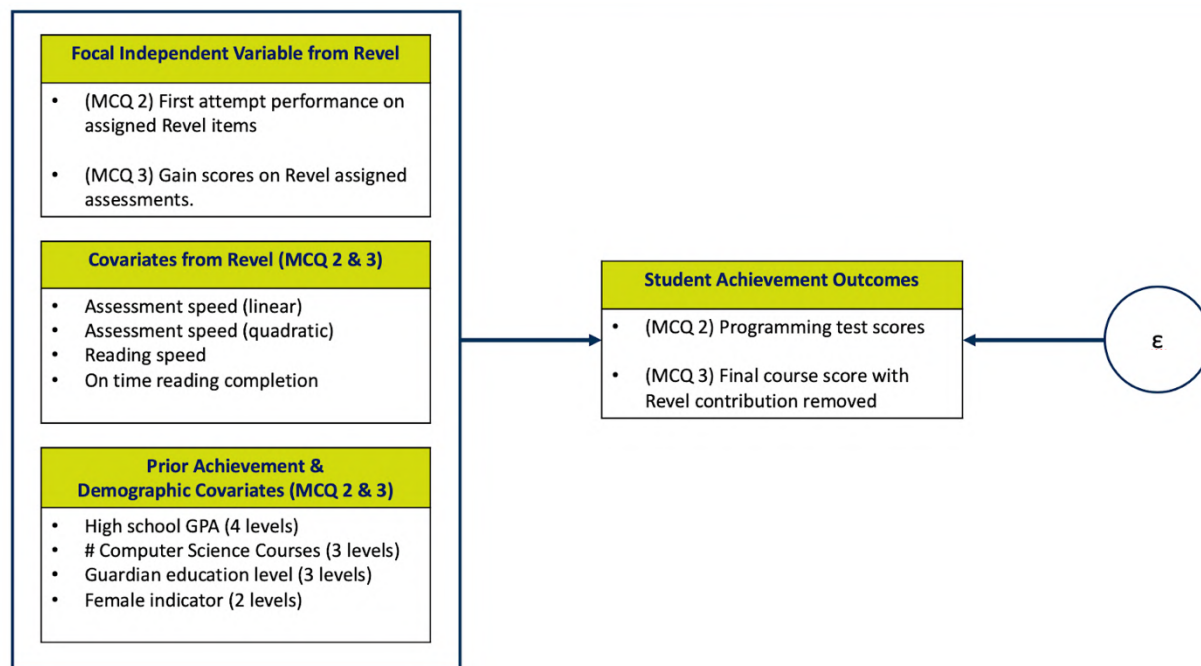 Focal Independent Variable from Revel
• (MCQ 2) First attempt performance on
assigned Revel items
• (MCQ 3) Gain scores on Revel assigned
assessments.
Covariates from Revel (MCQ 2 & 3)
• Assessment speed (linear)
• Assessment speed (quadratic)
• Reading speed
• On time reading completion
Prior Achievement &
Demographic Covariates (MCQ 2 & 3)
• High school GPA (4 levels)
• # Computer Science Courses (3 levels)
• Guardian education level (3 levels)
• Female indicator (2 levels)
Student Achievement Outcomes
• (MCQ 2) Programming test scores
• (MCQ 3) Final course score with
Revel contribution removed
ε